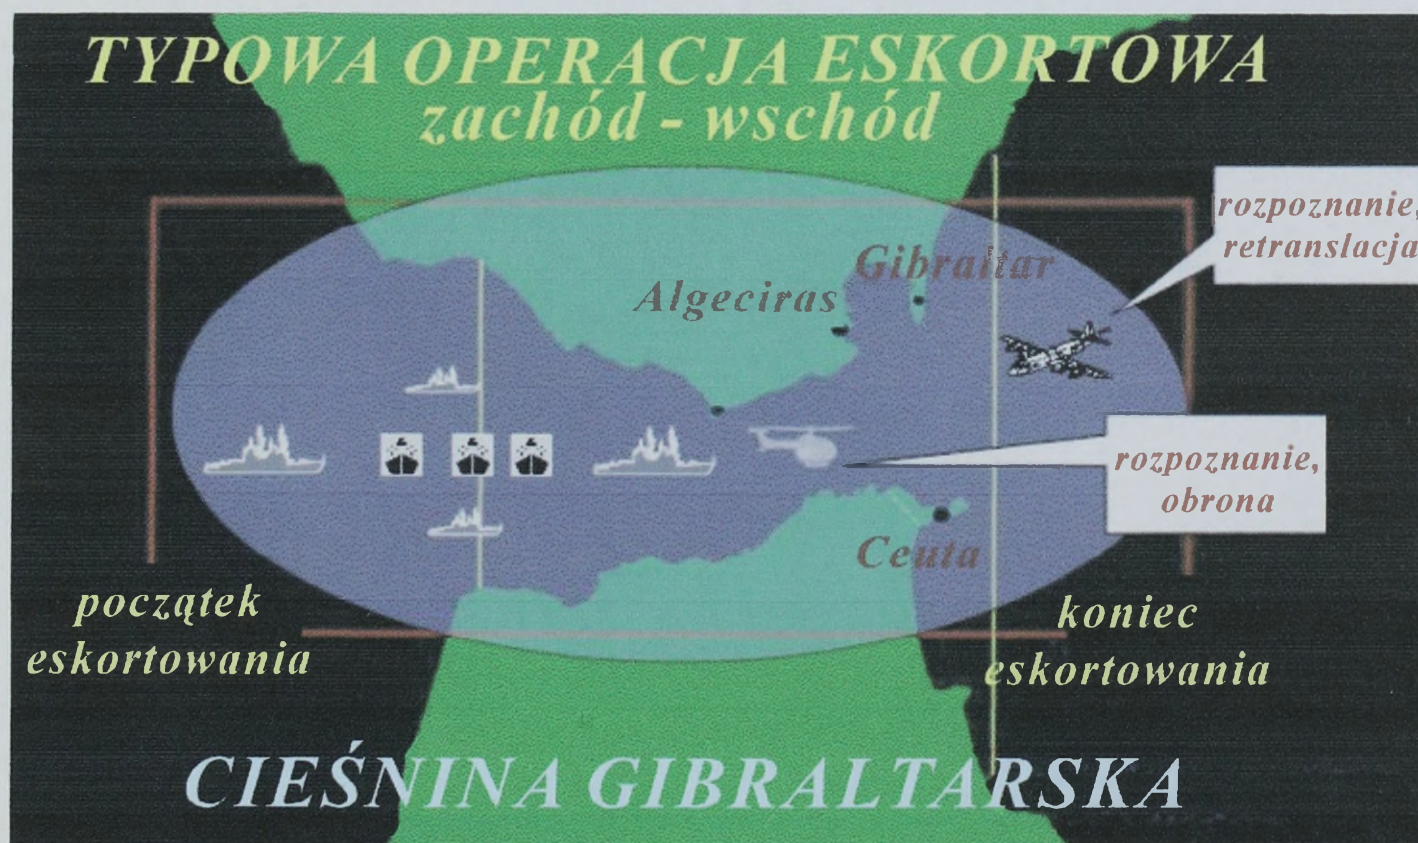 TYPOWA OPERACJA ESKORTOWA
zachód - wschód
rozpoznanie,
retranslacja
Gibraltar
Algeciras
rozpoznanie,
obrona
Ceuta
początek
eskortowania
koniec
eskortowania
CIEŚNINA GIBRALTARSKA